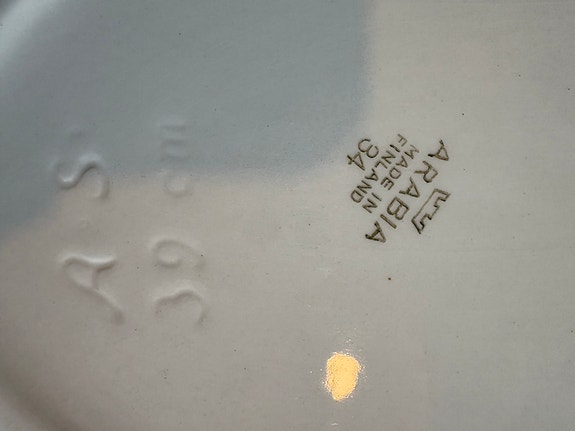 ARABIA
MADE IN
FINLAND
34
AS
39 cm